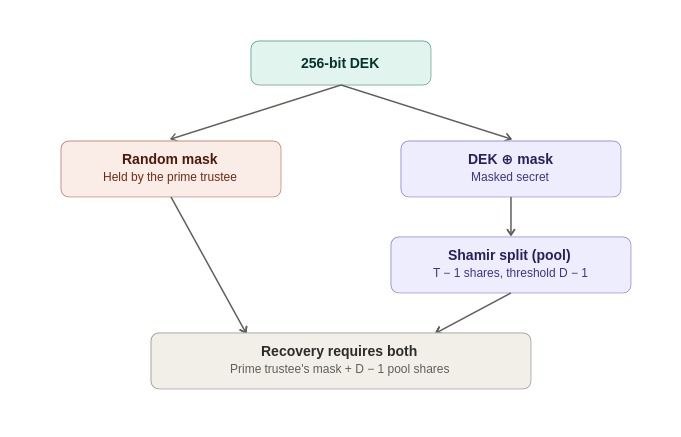 256-bit DEK
Random mask
Held by the prime trustee
DEK ⊕ mask
Masked secret
Shamir split (pool)
T − 1 shares, threshold D − 1
Recovery requires both
Prime trustee's mask + D − 1 pool shares